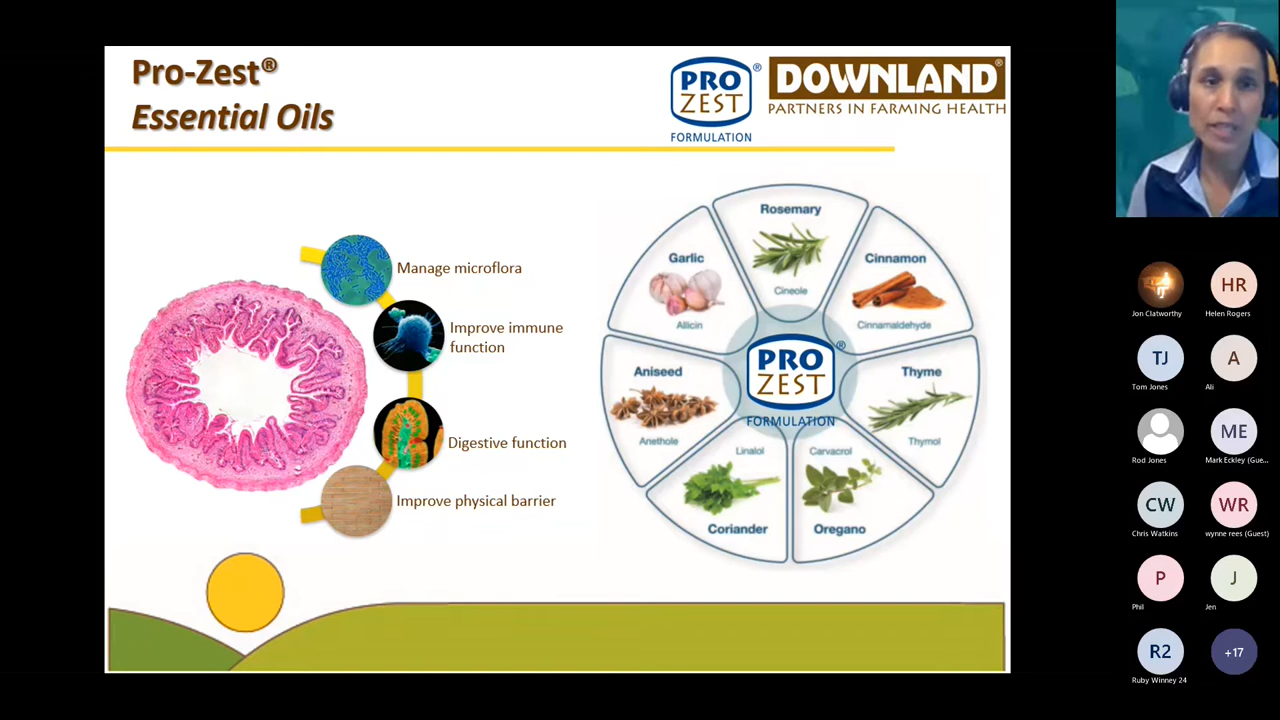 Pro-Zest®
Essential Oils
PRO
ZEST
®
FORMULATION
DOWNLAND
®
PARTNERS IN FARMING HEALTH
Manage microflora
Improve immune
function
Digestive function
Improve physical barrier
Rosemary
Cineole
Garlic
Allicin
Cinnamon
Cinnamaldehyde
Aniseed
Anethole
PRO
ZEST
®
FORMULATION
Thyme
Thymol
Linalol
Coriander
Carvacrol
Oregano
Jon Clatworthy
HR
Helen Rogers
TJ
Tom Jones
A
Ali
Rod Jones
ME
Mark Eckley (Gue...
CW
Chris Watkins
WR
wynne rees (Guest)
P
Phil
J
Jen
R2
Ruby Winney 24
+17